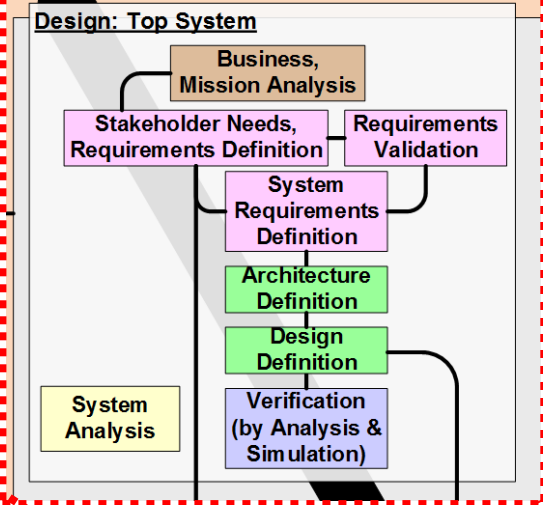 Design: Top System
Business,
Mission Analysis
Stakeholder Needs,
Requirements Definition
Requirements
Validation
System
Requirements
Definition
Architecture
Definition
Design
Definition
System
Analysis
Verification
(by Analysis &
Simulation)